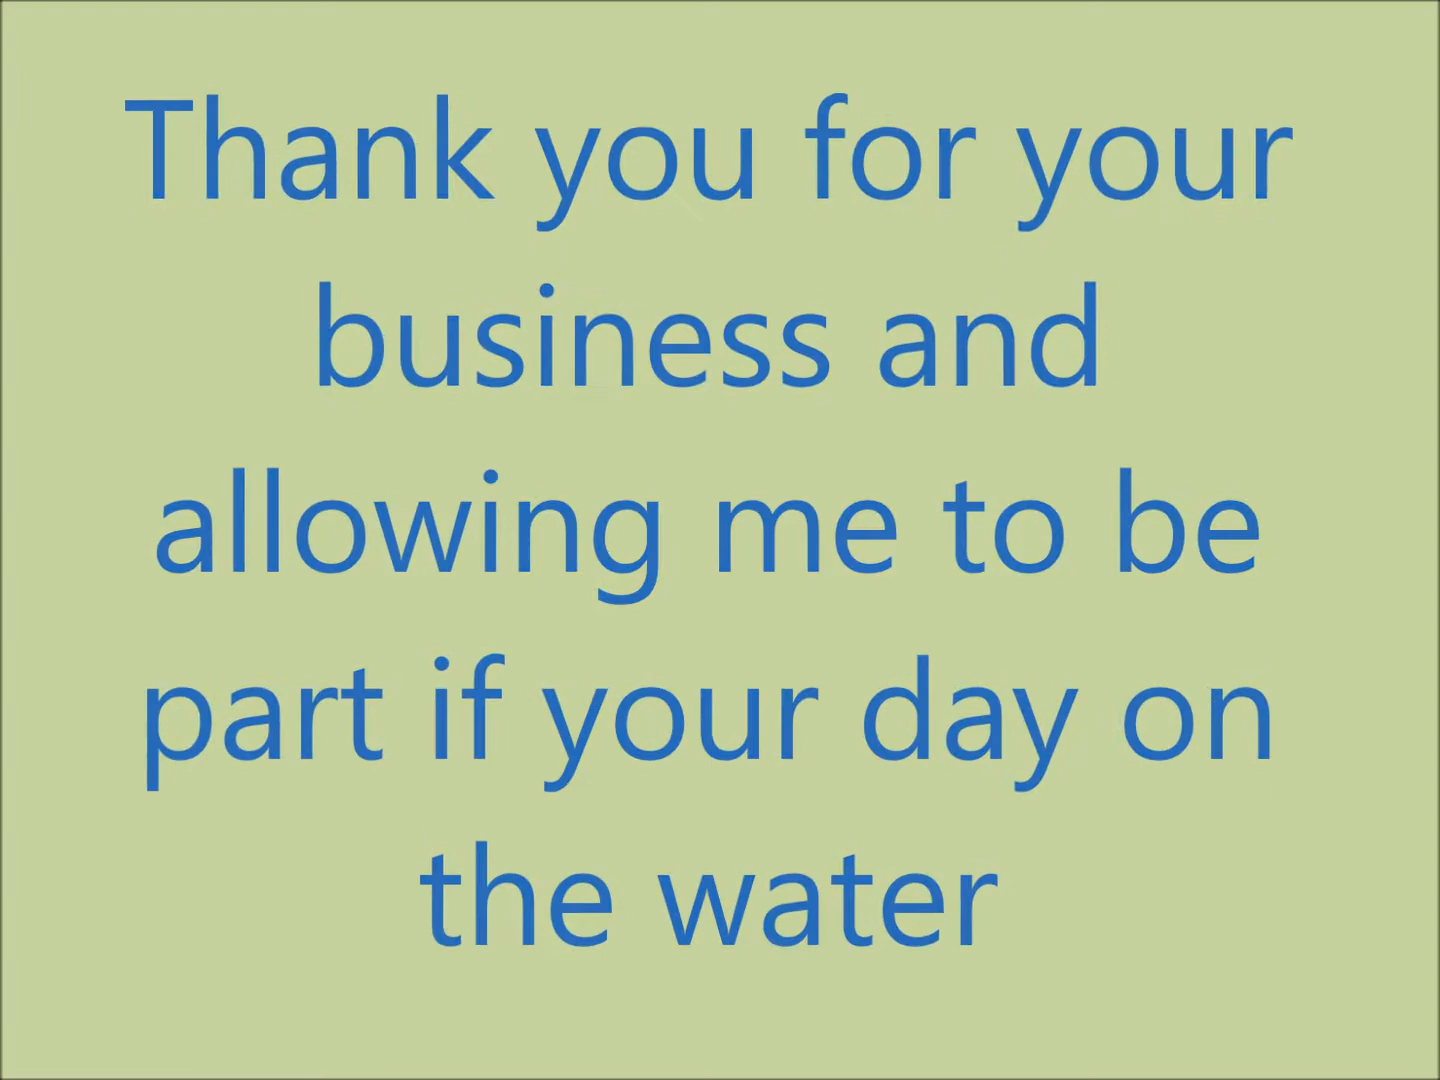 Thank you for your
business and
allowing me to be
part if your day on
the water